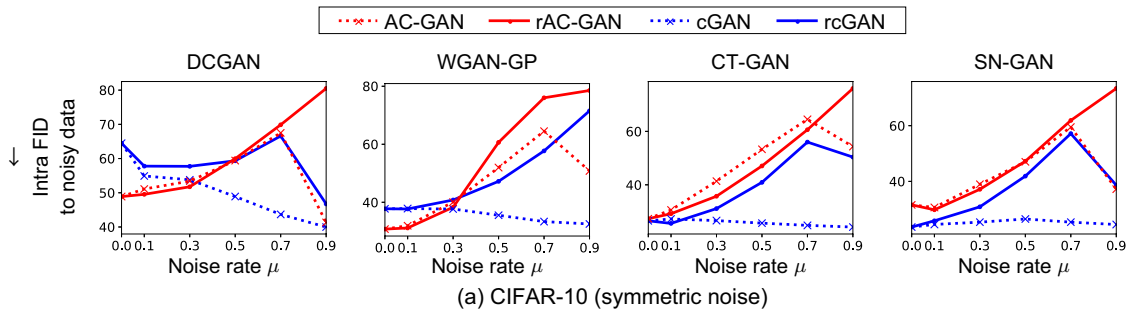 AC-GAN rAC-GAN cGAN rcGAN
DCGAN WGAN-GP CT-GAN SN-GAN
↓
Intra FID
to noisy data
80
70
60
50
40
0.0 0.1 0.3 0.5 0.7 0.9
Noise rate μ
80
60
40
0.0 0.1 0.3 0.5 0.7 0.9
Noise rate μ
60
40
0.0 0.1 0.3 0.5 0.7 0.9
Noise rate μ
60
40
0.0 0.1 0.3 0.5 0.7 0.9
Noise rate μ
(a) CIFAR-10 (symmetric noise)